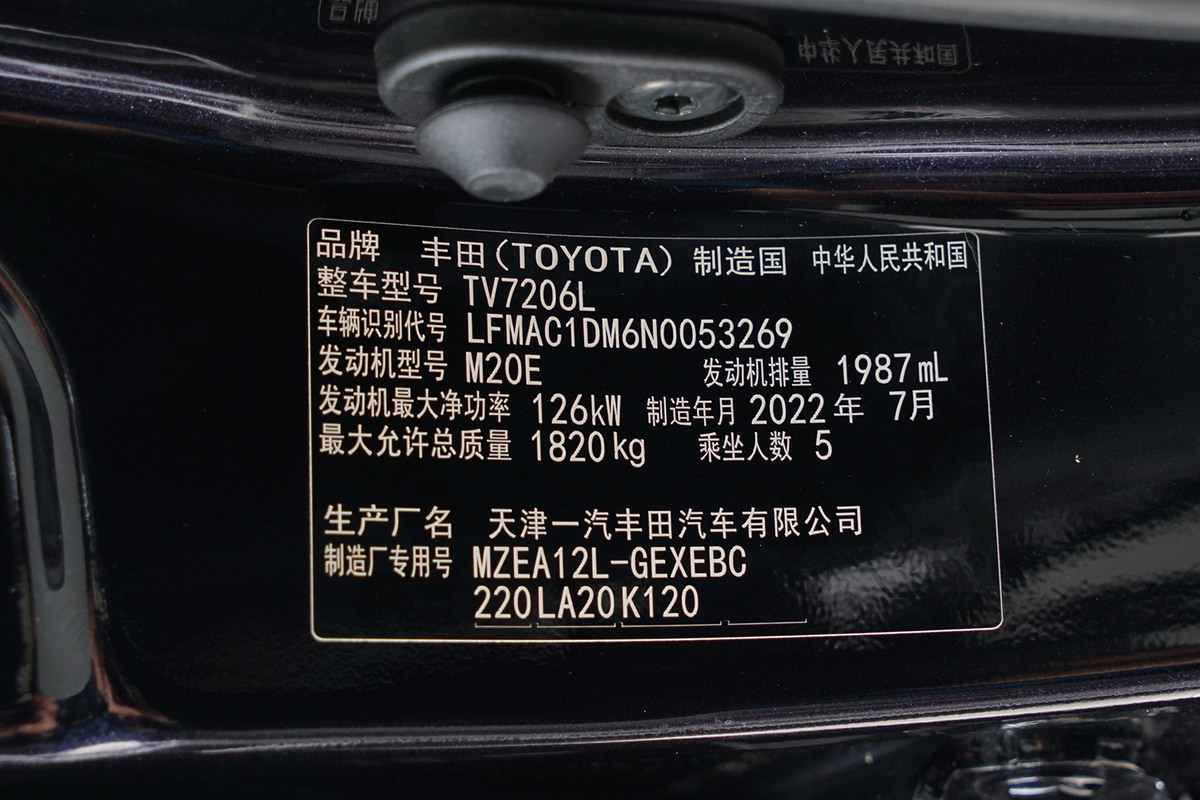 品牌 丰田(TOYOTA) 制造国 中华人民共和国
整车型号 TV7206L
车辆识别代号 LFMAC1DM6N0053269
发动机型号 M20E 发动机排量 1987mL
发动机最大净功率 126kW 制造年月 2022年 7月
最大允许总质量 1820kg 乘坐人数 5
生产厂名 天津一汽丰田汽车有限公司
制造厂专用号 MZEA12L-GEXEBC
220LA20K120